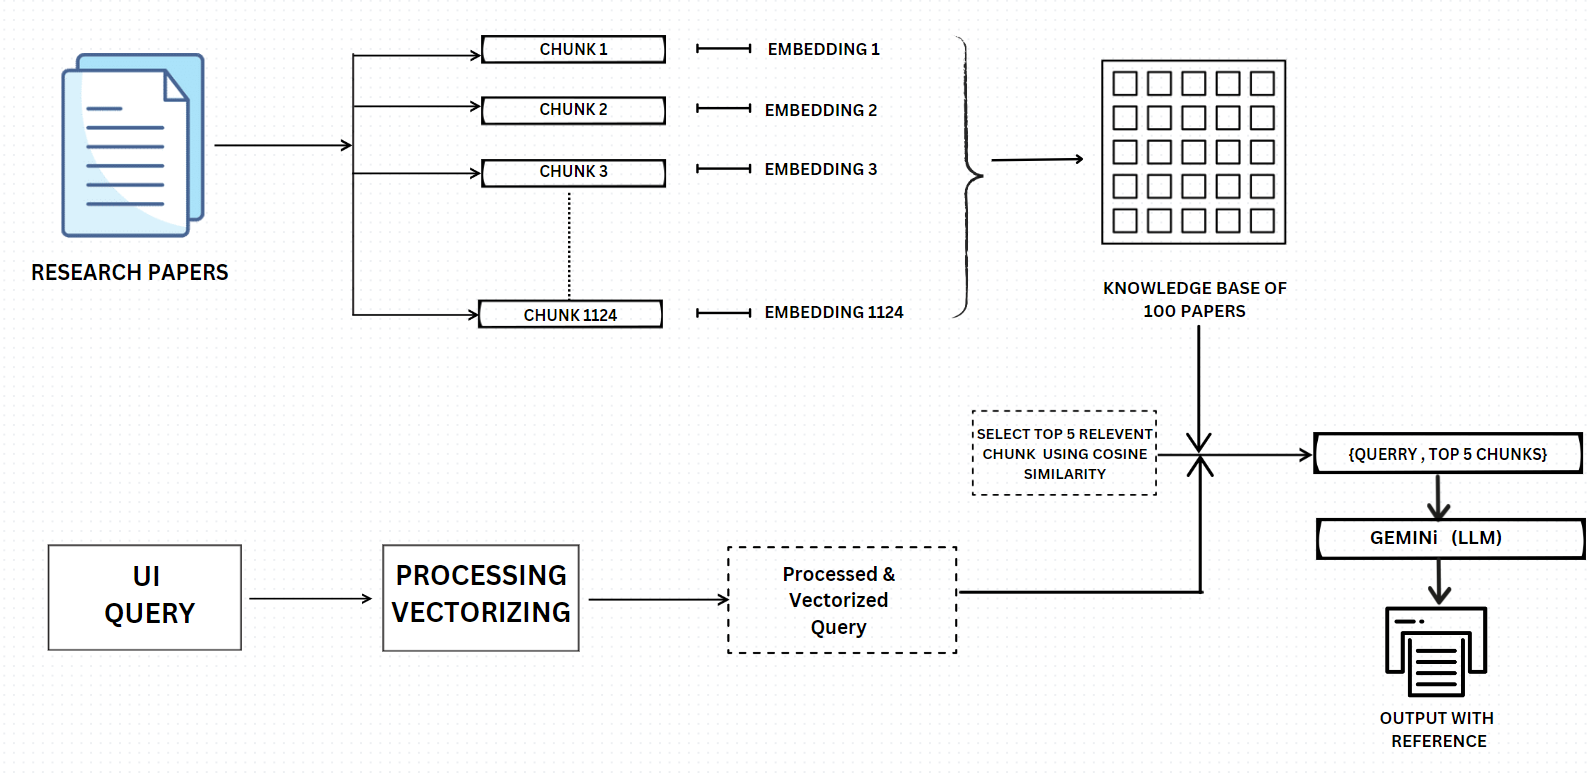 CHUNK 1
EMBEDDING 1
CHUNK 2
EMBEDDING 2
CHUNK 3
EMBEDDING 3
RESEARCH PAPERS
CHUNK 1124
EMBEDDING 1124
KNOWLEDGE BASE OF
100 PAPERS
SELECT TOP 5 RELEVENT
CHUNK USING COSINE
SIMILARITY
{QUERRY , TOP 5 CHUNKS}
GEMINi (LLM)
UI
QUERY
PROCESSING
VECTORIZING
Processed &
Vectorized
Query
OUTPUT WITH
REFERENCE